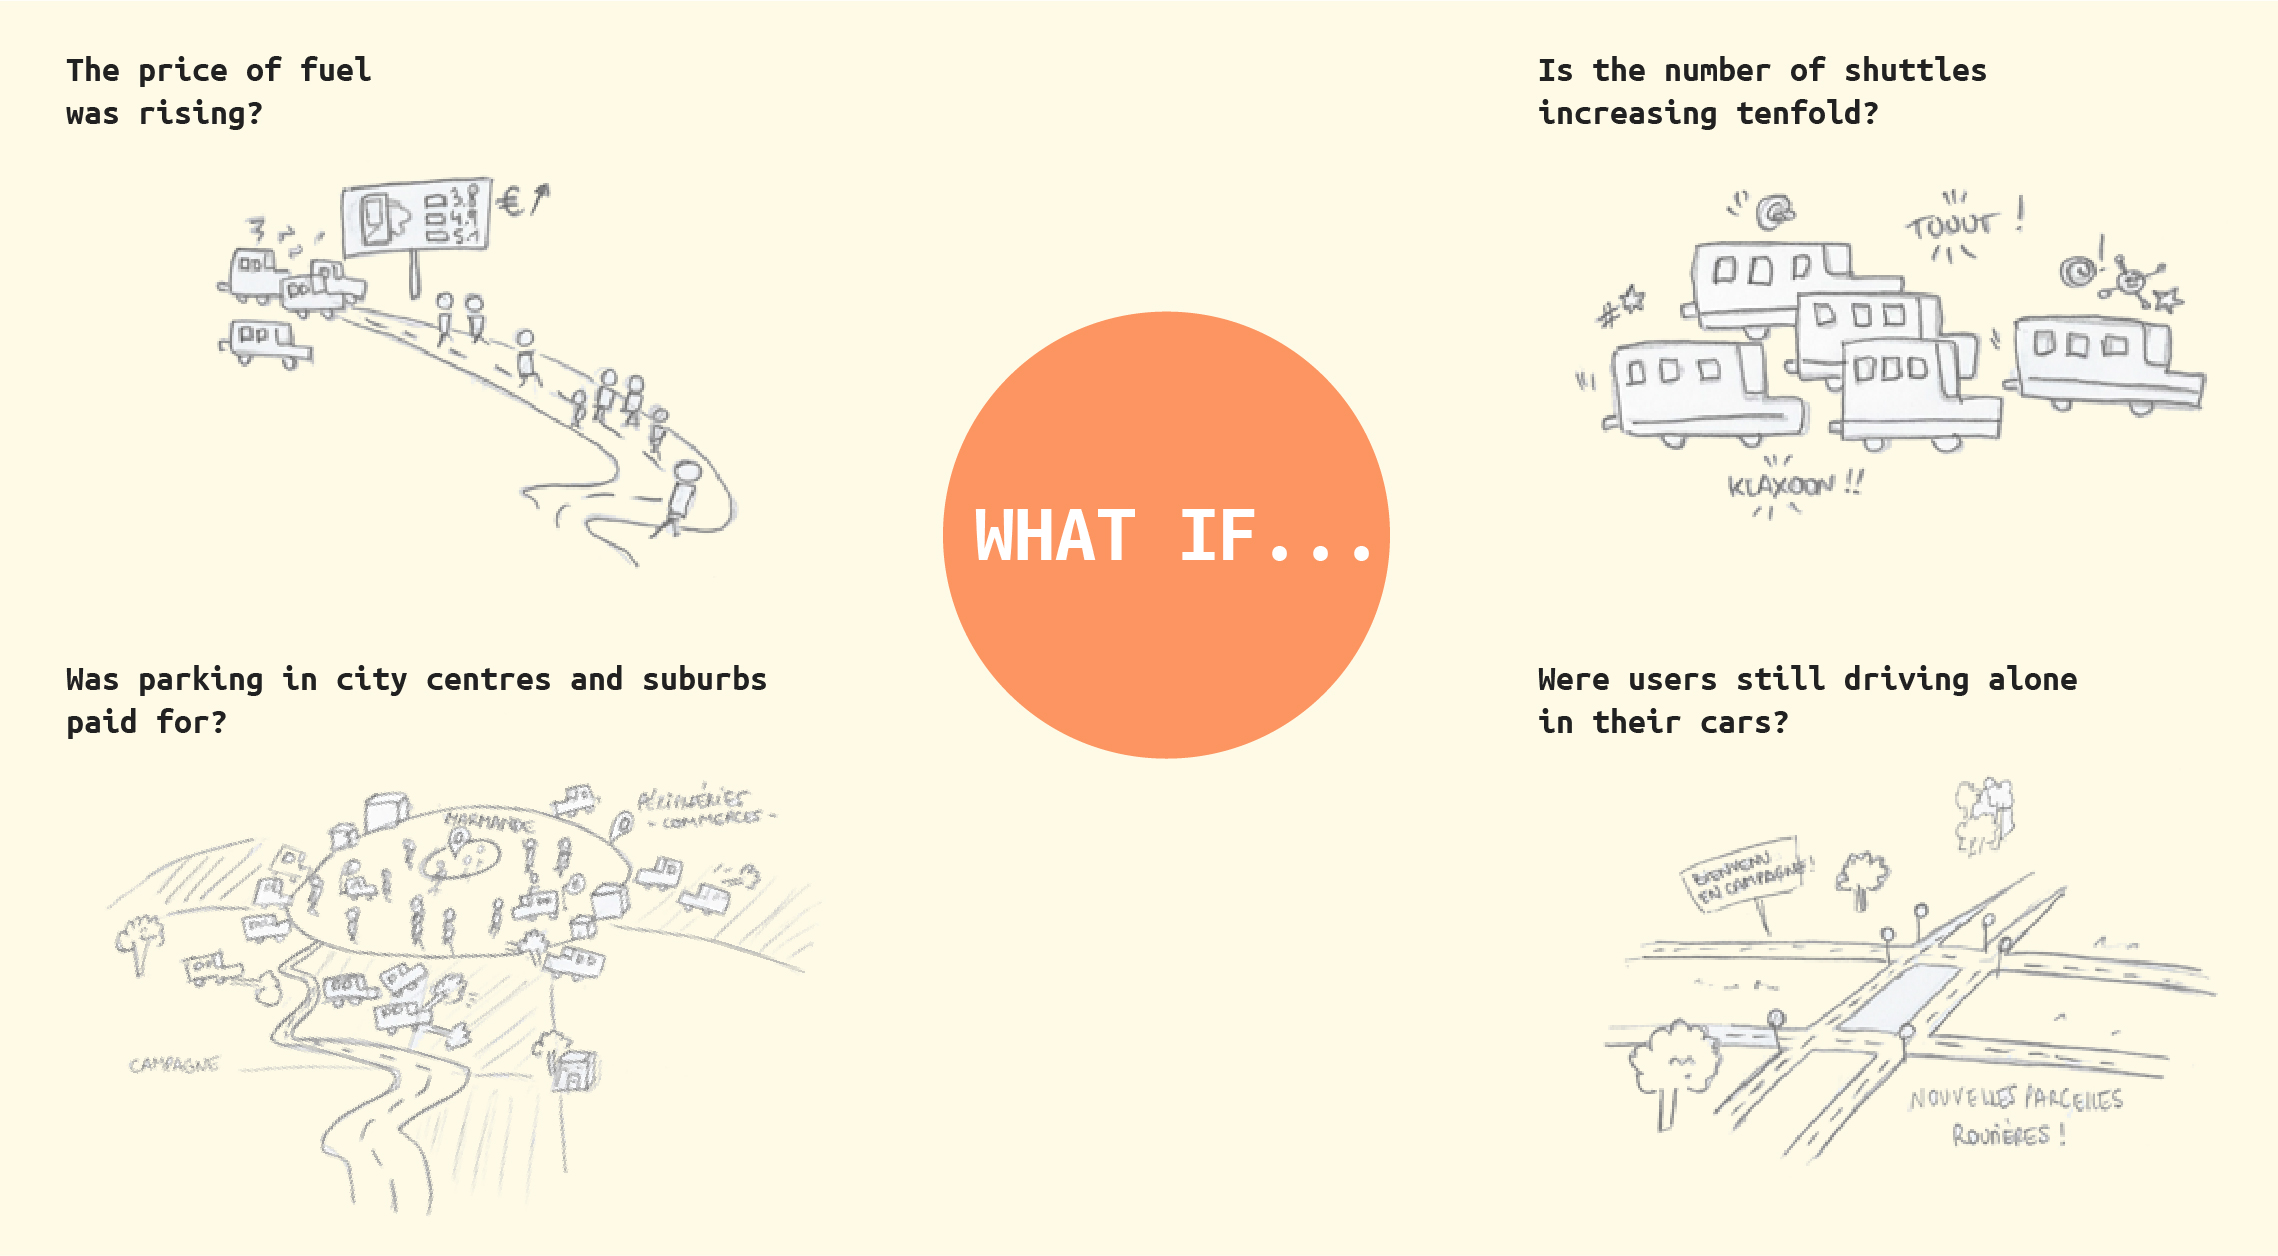 The price of fuel
was rising?
3.8
4.9
5.1
€
Is the number of shuttles
increasing tenfold?
TUUUT !
#
KLAXOON !!
WHAT IF...
Was parking in city centres and suburbs
paid for?
MARMANDE
PÉRIPHÉRIES
- COMMERCES -
CAMPAGNE
Were users still driving alone
in their cars?
BIENVENU
EN CAMPAGNE!
NOUVELLES PARCELLES
ROUTIÈRES !